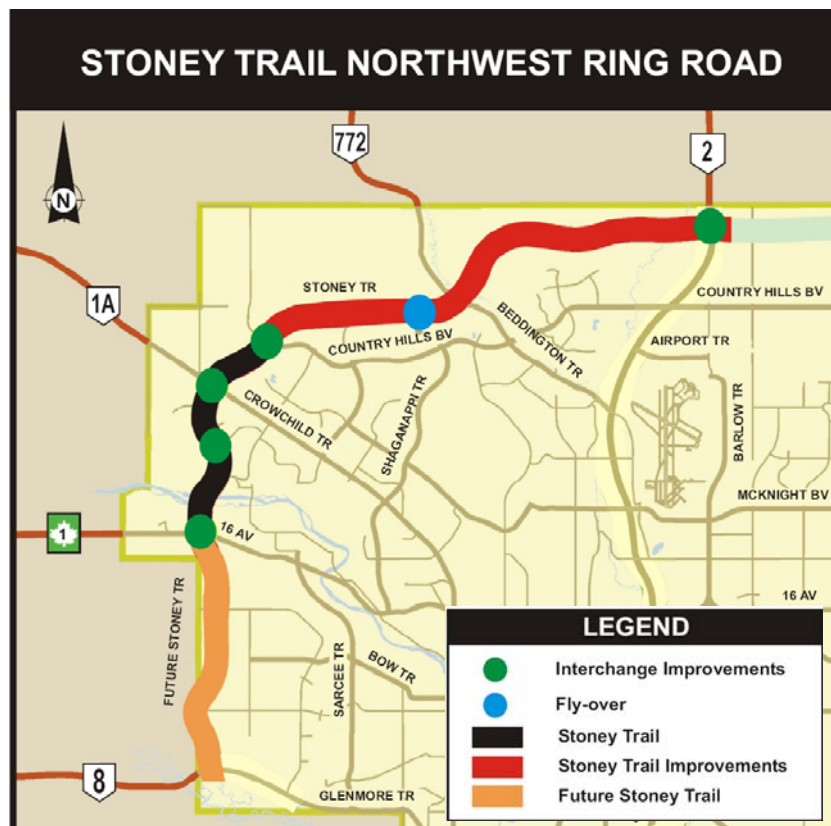 STONEY TRAIL NORTHWEST RING ROAD
772
2
N
1A
STONEY TR
COUNTRY HILLS BV
COUNTRY HILLS BV
BEDDINGTON TR
AIRPORT TR
CROWCHILD TR
SHAGANAPPI TR
BARLOW TR
MCKNIGHT BV
1
16 AV
16 AV
FUTURE STONEY TR
SARCEE TR
BOW TR
8
GLENMORE TR
LEGEND
Interchange Improvements
Fly-over
Stoney Trail
Stoney Trail Improvements
Future Stoney Trail